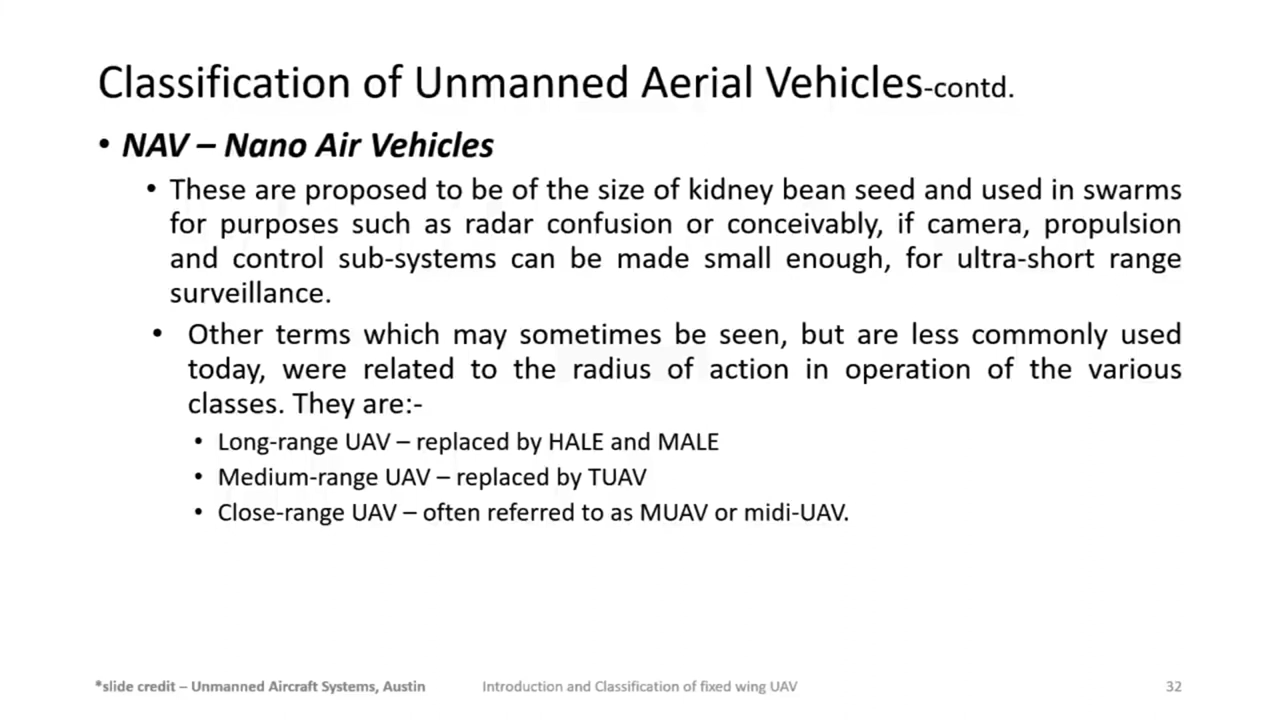 Classification of Unmanned Aerial Vehicles-contd.
• NAV – Nano Air Vehicles
• These are proposed to be of the size of kidney bean seed and used in swarms
for purposes such as radar confusion or conceivably, if camera, propulsion
and control sub-systems can be made small enough, for ultra-short range
surveillance.
• Other terms which may sometimes be seen, but are less commonly used
today, were related to the radius of action in operation of the various
classes. They are:-
• Long-range UAV – replaced by HALE and MALE
• Medium-range UAV – replaced by TUAV
• Close-range UAV – often referred to as MUAV or midi-UAV.
*slide credit – Unmanned Aircraft Systems, Austin
Introduction and Classification of fixed wing UAV
32